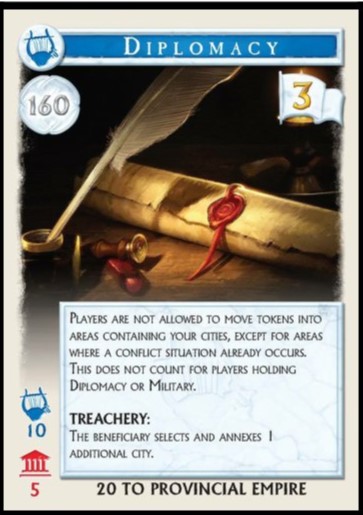 DIPLOMACY
160
3
PLAYERS ARE NOT ALLOWED TO MOVE TOKENS INTO
AREAS CONTAINING YOUR CITIES, EXCEPT FOR AREAS
WHERE A CONFLICT SITUATION ALREADY OCCURS.
THIS DOES NOT COUNT FOR PLAYERS HOLDING
DIPLOMACY OR MILITARY.
TREACHERY:
THE BENEFICIARY SELECTS AND ANNEXES 1
ADDITIONAL CITY.
10
5
20 TO PROVINCIAL EMPIRE